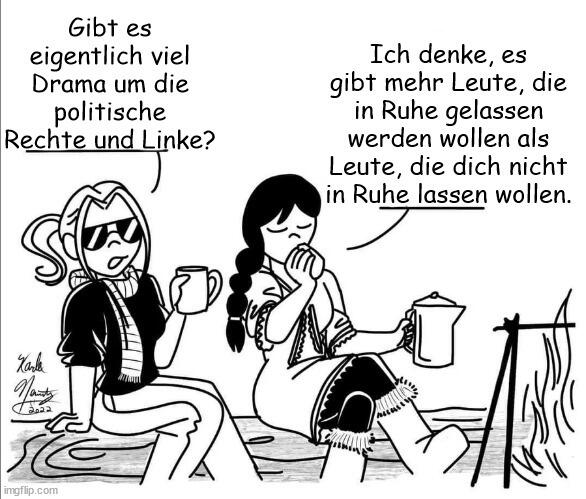 Gibt es
eigentlich viel
Drama um die
politische
Rechte und Linke?
Ich denke, es
gibt mehr Leute, die
in Ruhe gelassen
werden wollen als
Leute, die dich nicht
in Ruhe lassen wollen.
2022
imgflip.com